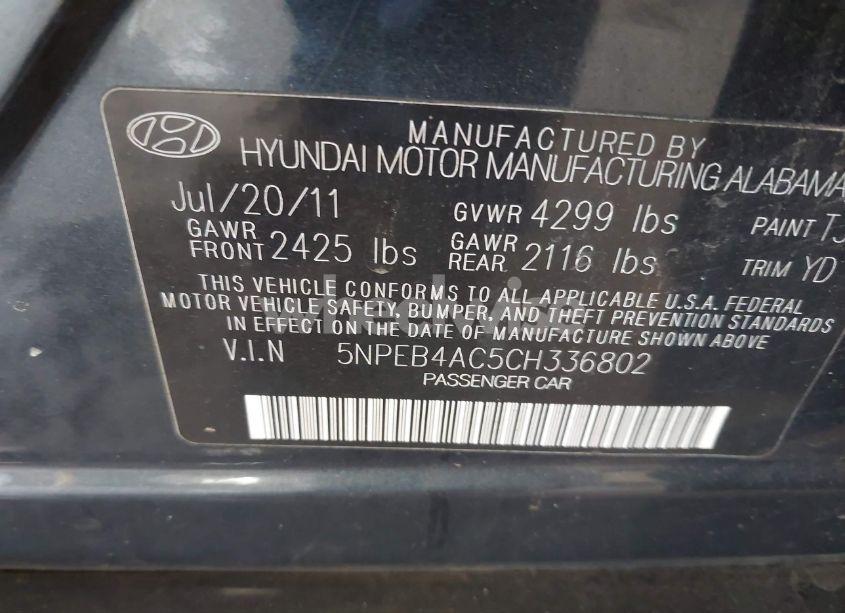 MANUFACTURED BY
HYUNDAI MOTOR MANUFACTURING ALABAMA
Jul/20/11 GVWR 4299 lbs PAINT TJ
GAWR FRONT 2425 lbs GAWR REAR 2116 lbs TRIM YD
THIS VEHICLE CONFORMS TO ALL APPLICABLE U.S.A. FEDERAL
MOTOR VEHICLE SAFETY, BUMPER, AND THEFT PREVENTION STANDARDS
IN EFFECT ON THE DATE OF MANUFACTURE SHOWN ABOVE
V.I.N 5NPEB4AC5CH336802
PASSENGER CAR